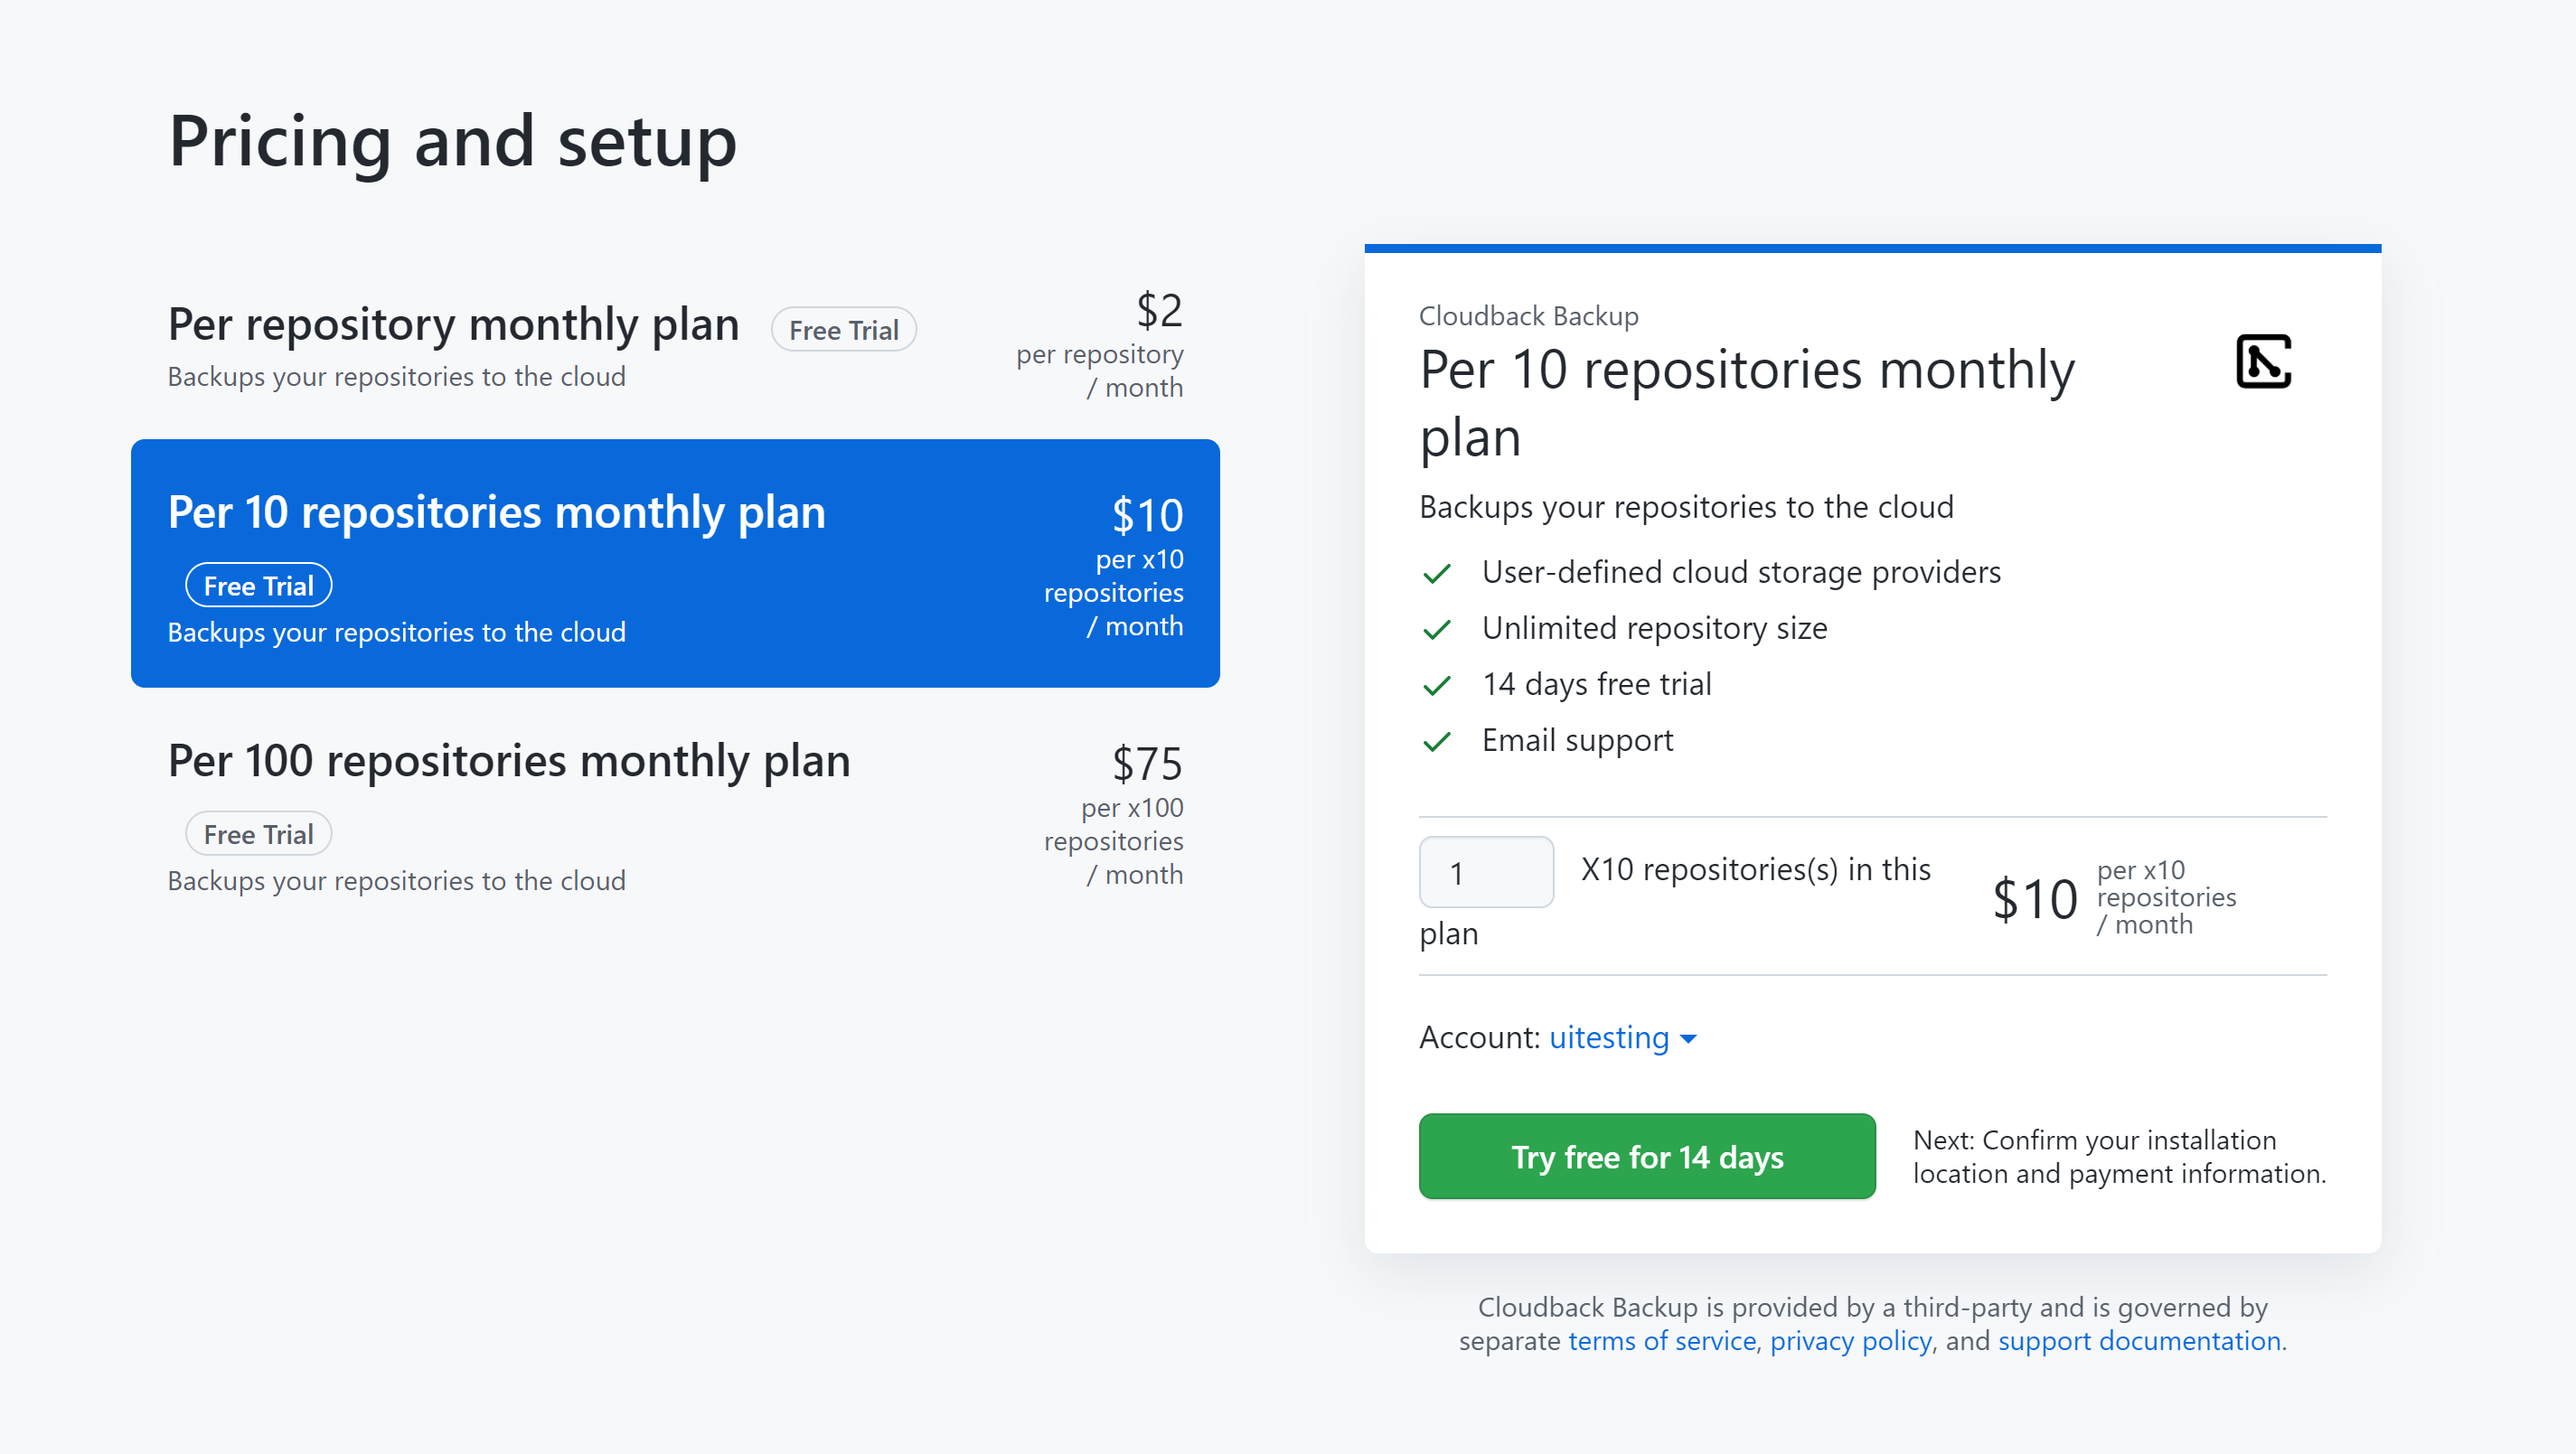 Pricing and setup
Per repository monthly plan Free Trial
Backups your repositories to the cloud
$2
per repository
/ month
Per 10 repositories monthly plan
Free Trial
Backups your repositories to the cloud
$10
per x10
repositories
/ month
Per 100 repositories monthly plan
Free Trial
Backups your repositories to the cloud
$75
per x100
repositories
/ month
Cloudback Backup
Per 10 repositories monthly
plan
Backups your repositories to the cloud
User-defined cloud storage providers
Unlimited repository size
14 days free trial
Email support
1 X10 repositories(s) in this
plan
$10
per x10
repositories
/ month
Account: uitesting
Try free for 14 days
Next: Confirm your installation
location and payment information.
Cloudback Backup is provided by a third-party and is governed by
separate terms of service, privacy policy, and support documentation.